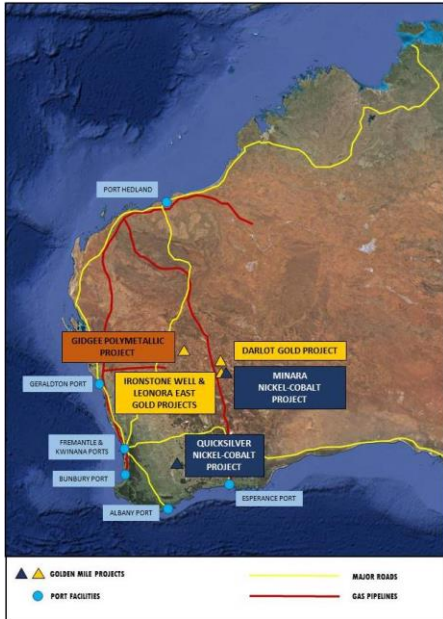 PORT HEDLAND
GIDGEE POLYMETALLIC
PROJECT
DARLOT GOLD PROJECT
GERALDTON PORT
IRONSTONE WELL &
LEONORA EAST
GOLD PROJECTS
MINARA
NICKEL-COBALT
PROJECT
FREMANTLE &
KWINANA PORTS
QUICKSILVER
NICKEL-COBALT
PROJECT
BUNBURY PORT
ESPERANCE PORT
ALBANY PORT
GOLDEN MILE PROJECTS
MAJOR ROADS
PORT FACILITIES
GAS PIPELINES